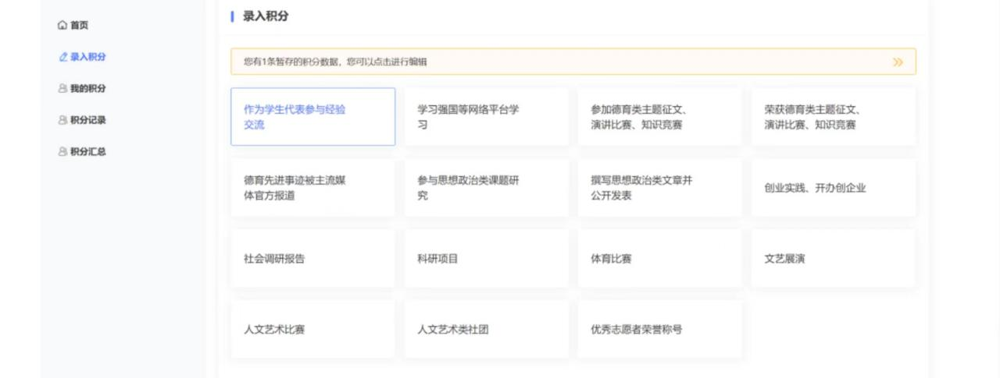 首页
录入积分
我的积分
积分记录
积分汇总
录入积分
您有1条暂存的积分数据，您可以点击进行编辑
作为学生代表参与经验
交流
学习强国等网络平台学
习
参加德育类主题征文、
演讲比赛、知识竞赛
荣获德育类主题征文、
演讲比赛、知识竞赛
德育先进事迹被主流媒
体官方报道
参与思想政治类课题研
究
撰写思想政治类文章并
公开发表
创业实践、开办创企业
社会调研报告
科研项目
体育比赛
文艺展演
人文艺术比赛
人文艺术类社团
优秀志愿者荣誉称号